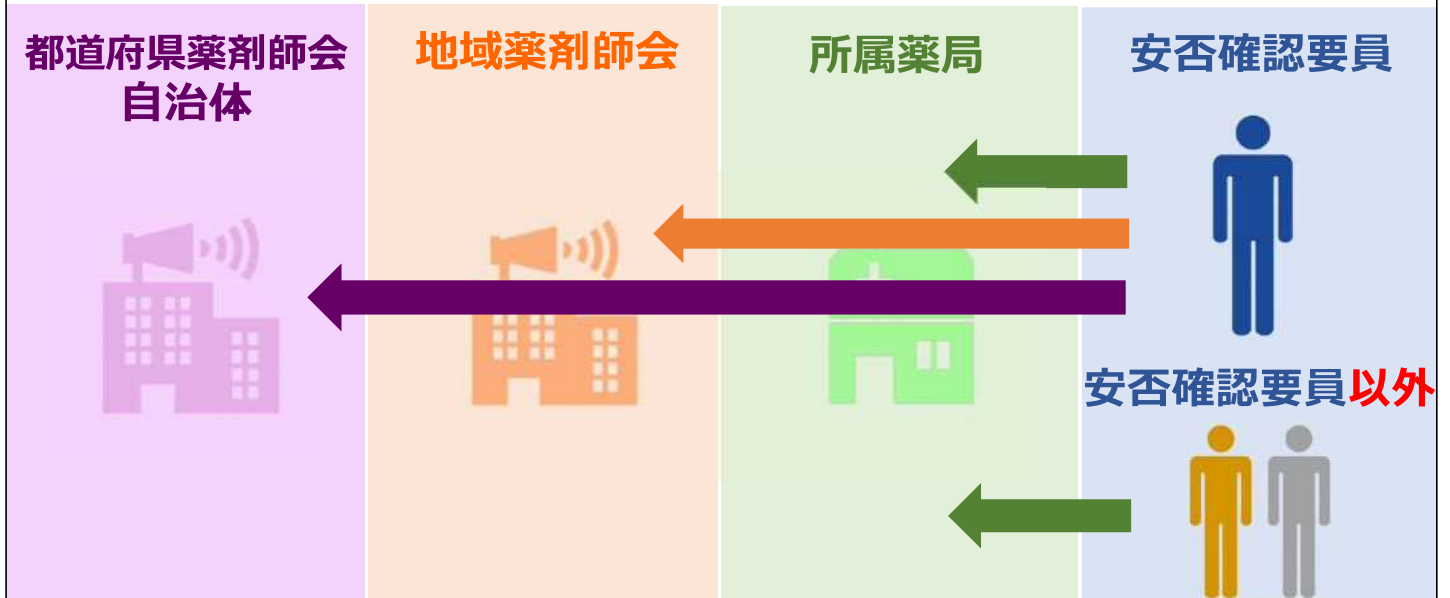 都道府県薬剤師会
自治体
地域薬剤師会
所属薬局
安否確認要員
安否確認要員以外